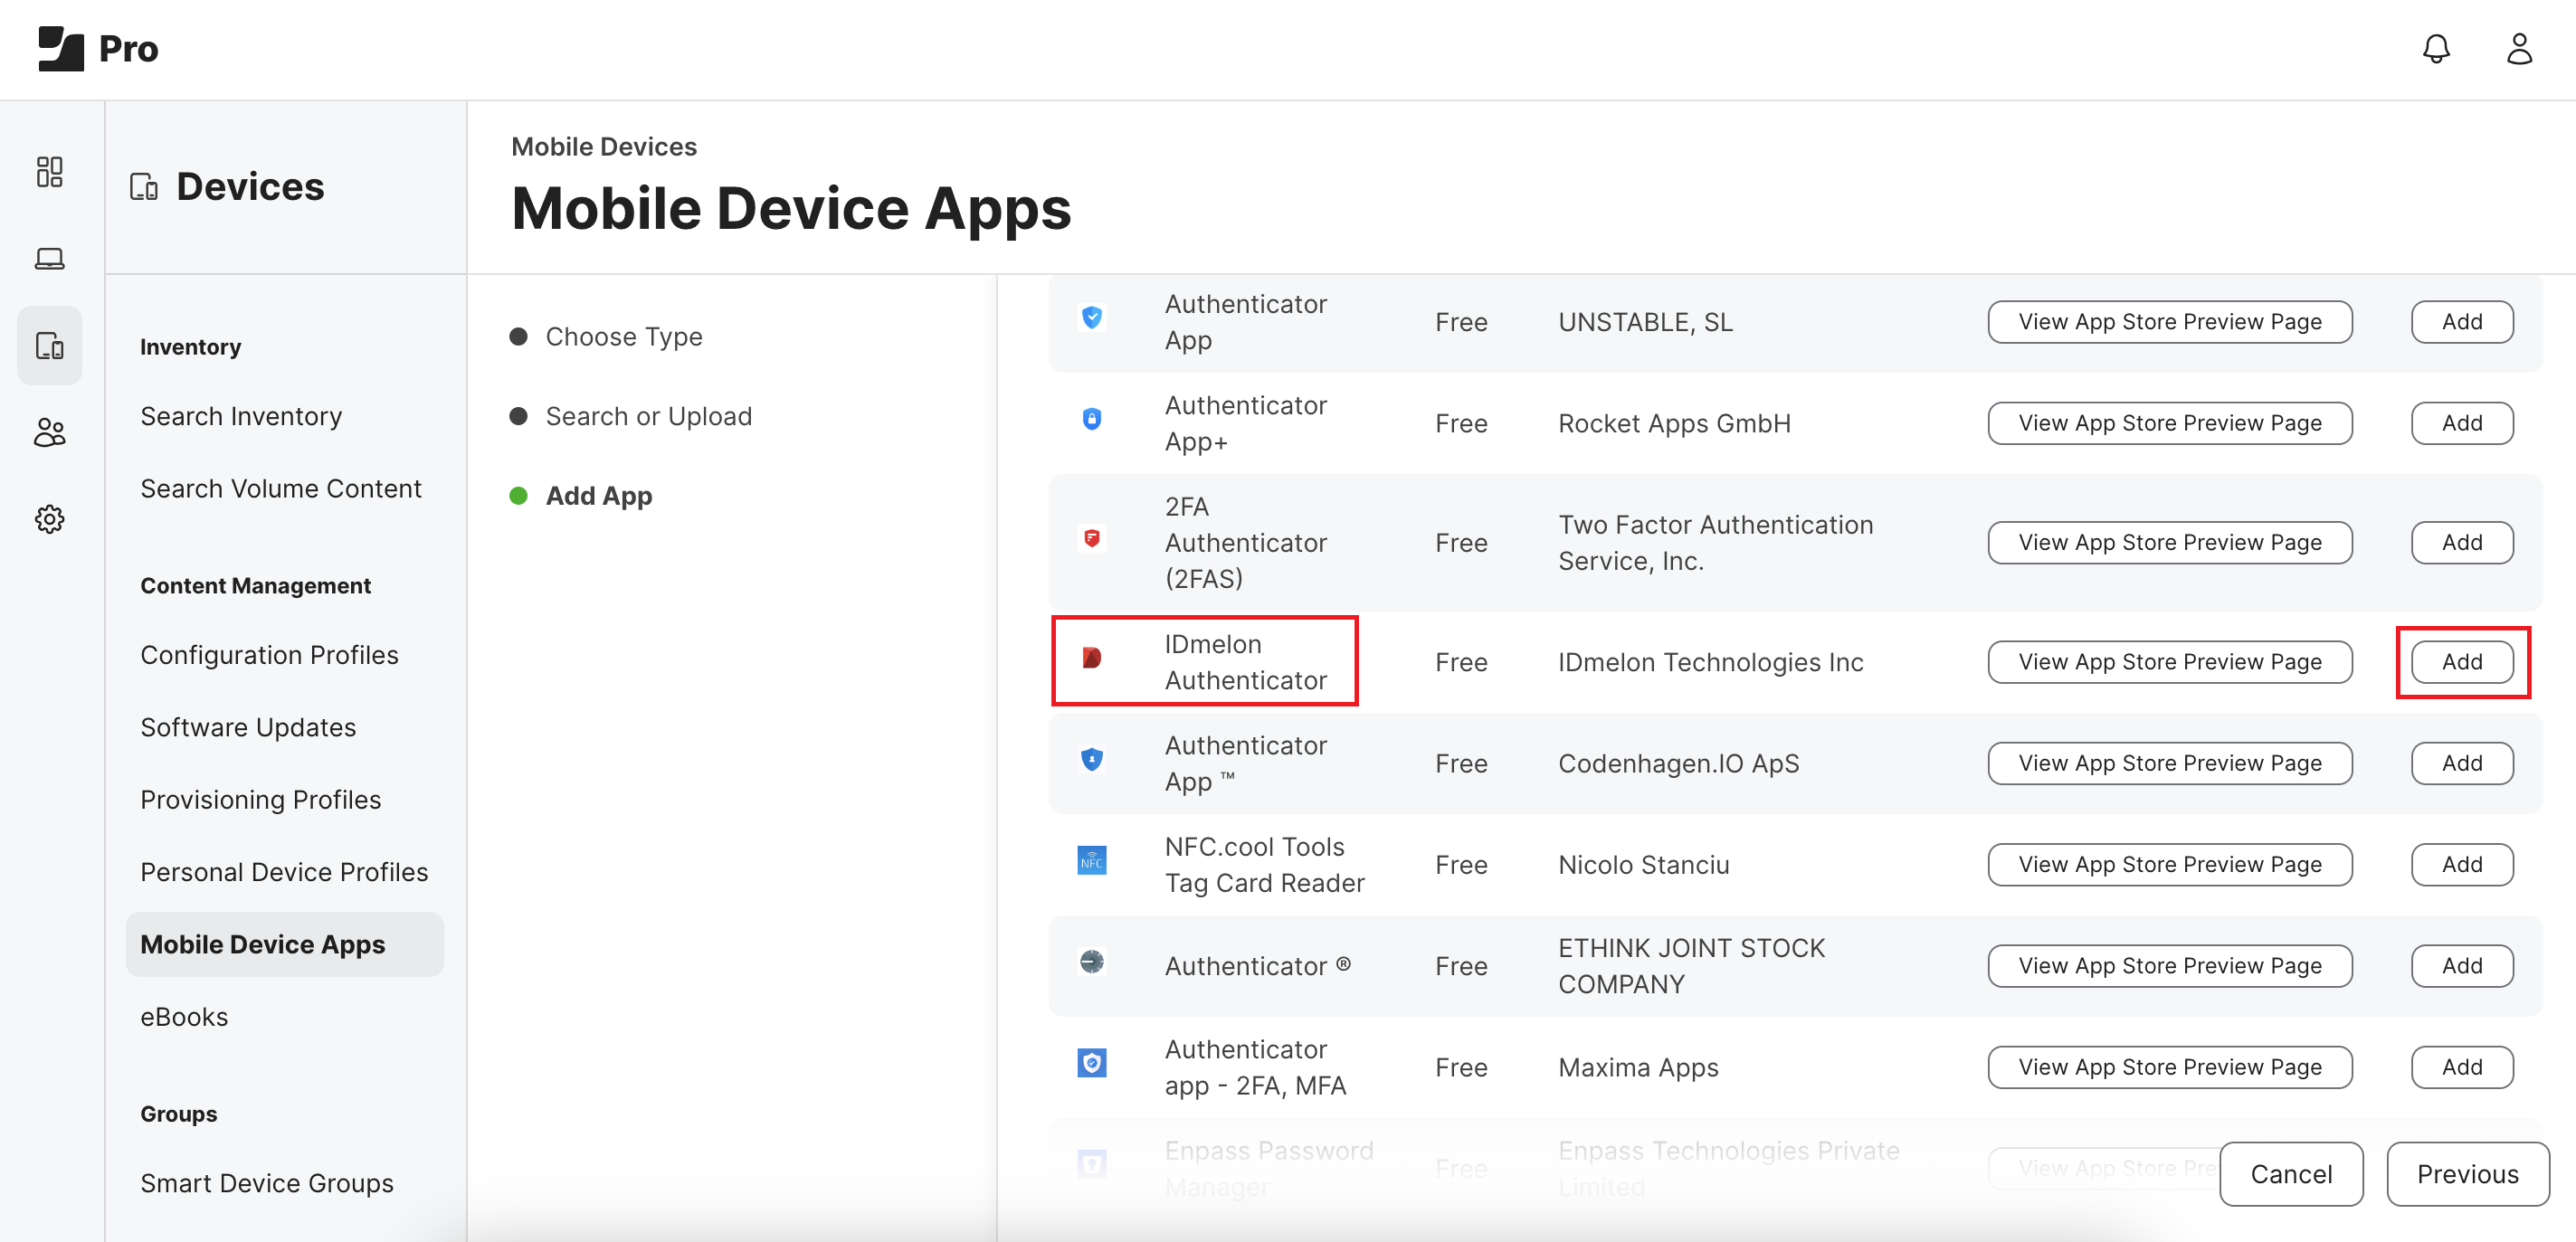 Pro
Devices
Mobile Devices
Mobile Device Apps
Inventory
Search Inventory
Search Volume Content
Content Management
Configuration Profiles
Software Updates
Provisioning Profiles
Personal Device Profiles
Mobile Device Apps
eBooks
Groups
Smart Device Groups
Choose Type
Search or Upload
Add App
Authenticator
App
Free
UNSTABLE, SL
View App Store Preview Page
Add
Authenticator
App+
Free
Rocket Apps GmbH
View App Store Preview Page
Add
2FA
Authenticator
(2FAS)
Free
Two Factor Authentication
Service, Inc.
View App Store Preview Page
Add
IDmelon
Authenticator
Free
IDmelon Technologies Inc
View App Store Preview Page
Add
Authenticator
App ™
Free
Codenhagen.IO ApS
View App Store Preview Page
Add
NFC
NFC.cool Tools
Tag Card Reader
Free
Nicolo Stanciu
View App Store Preview Page
Add
Authenticator ®
Free
ETHINK JOINT STOCK
COMPANY
View App Store Preview Page
Add
Authenticator
app - 2FA, MFA
Free
Maxima Apps
View App Store Preview Page
Add
Enpass Password
Manager
Free
Enpass Technologies Private
Limited
View App Store Pre
Cancel
Previous